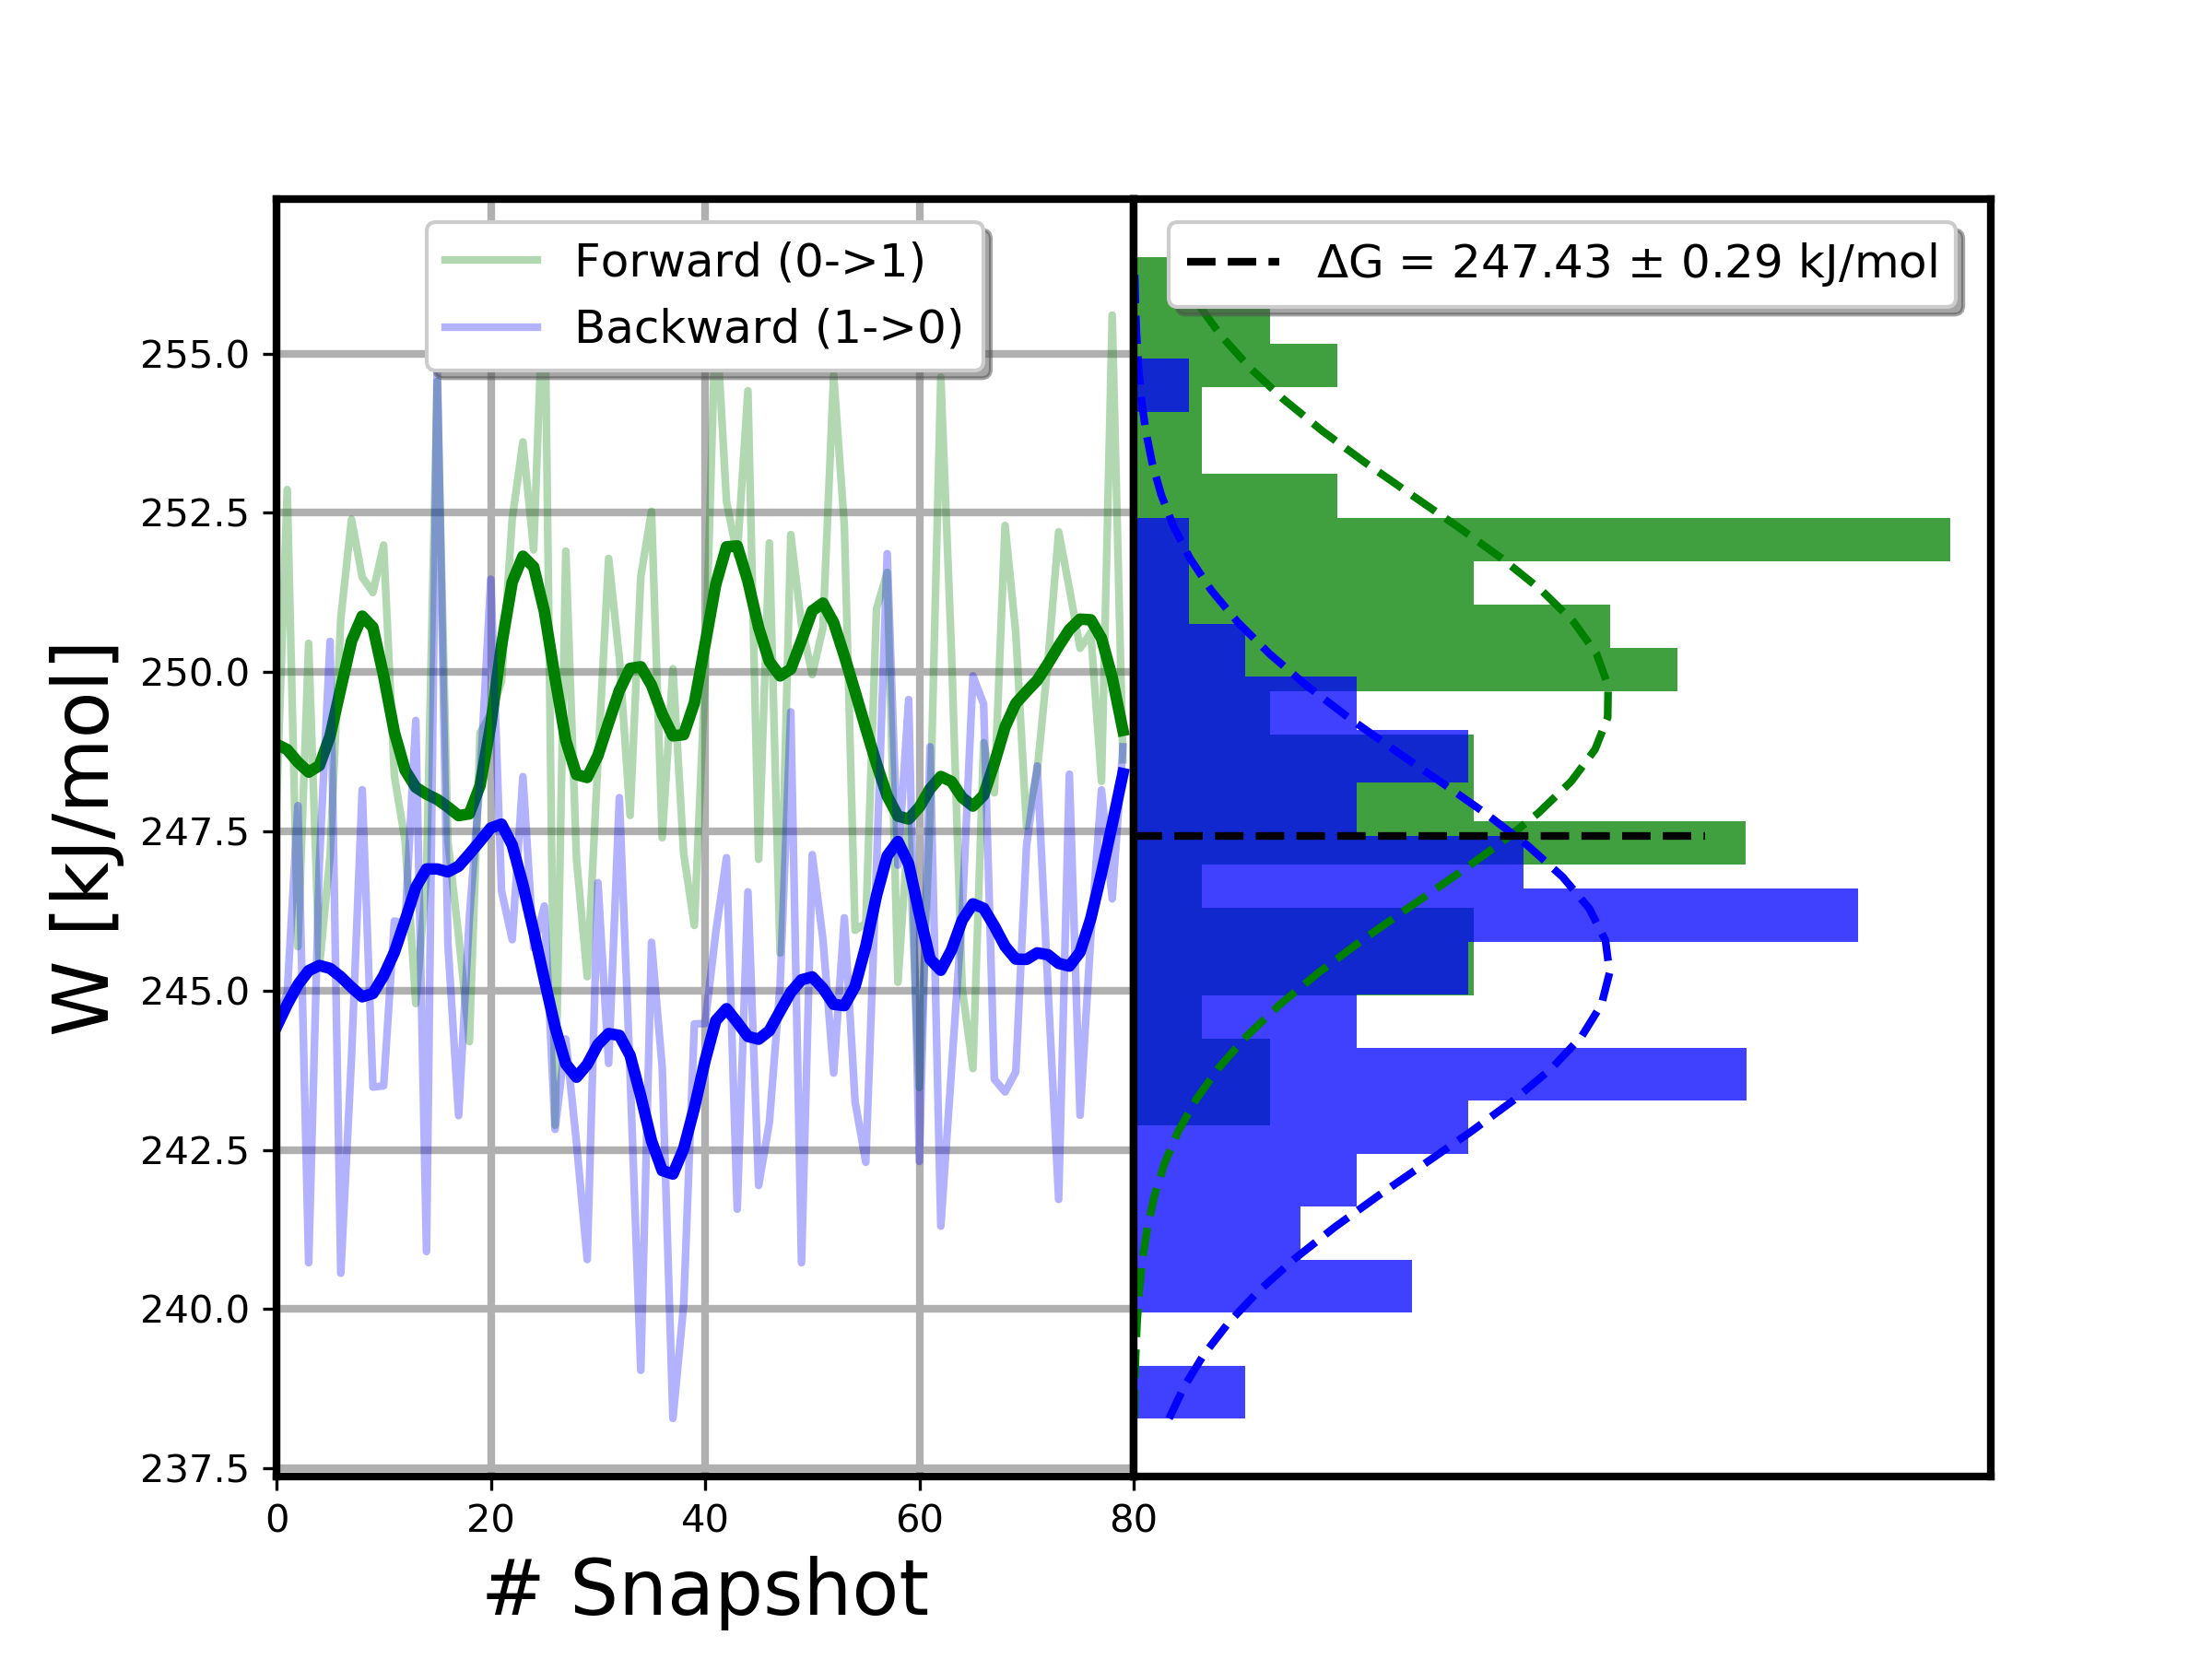 Forward (0->1)
Backward (1->0)
ΔG = 247.43 ± 0.29 kJ/mol
W [kJ/mol]
255.0
252.5
250.0
247.5
245.0
242.5
240.0
237.5
0 20 40 60 80
# Snapshot